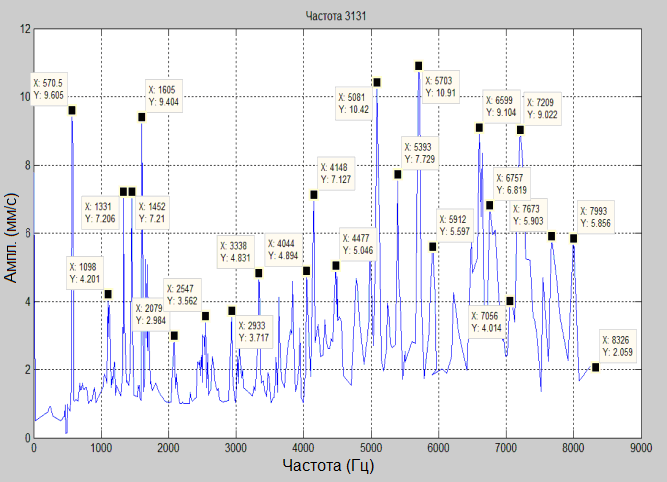 Частота 3131
12
10
8
6
4
2
0
Ампл. (мм/с)
X: 570.5
Y: 9.605
X: 1098
Y: 4.201
X: 1331
Y: 7.206
X: 1452
Y: 7.21
X: 1605
Y: 9.404
X: 2079
Y: 2.984
X: 2547
Y: 3.562
X: 2933
Y: 3.717
X: 3338
Y: 4.831
X: 4044
Y: 4.894
X: 4148
Y: 7.127
X: 4477
Y: 5.046
X: 5081
Y: 10.42
X: 5393
Y: 7.729
X: 5703
Y: 10.91
X: 5912
Y: 5.597
X: 6599
Y: 9.104
X: 6757
Y: 6.819
X: 7056
Y: 4.014
X: 7209
Y: 9.022
X: 7673
Y: 5.903
X: 7993
Y: 5.856
X: 8326
Y: 2.059
0 1000 2000 3000 4000 5000 6000 7000 8000 9000
Частота (Гц)